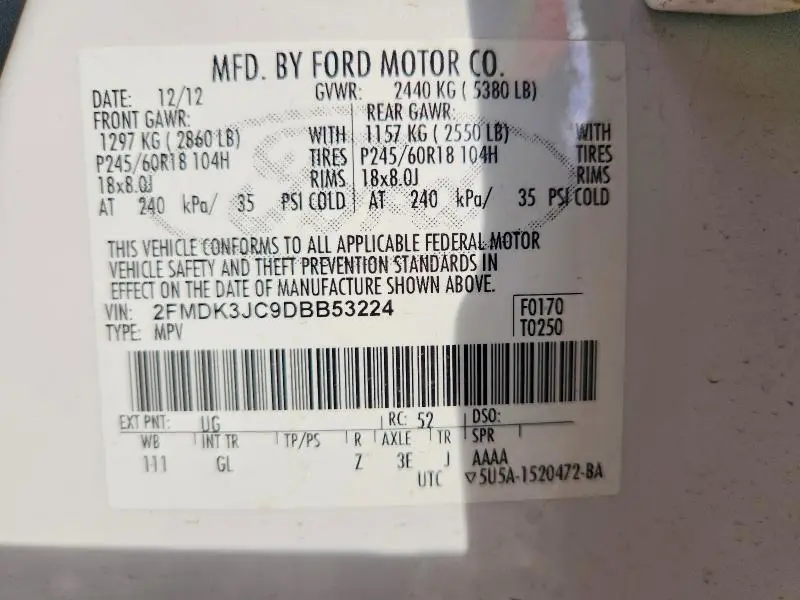 MFD. BY FORD MOTOR CO.
DATE: 12/12 GVWR: 2440 KG ( 5380 LB)
FRONT GAWR: REAR GAWR:
1297 KG ( 2860 LB) WITH 1157 KG ( 2550 LB) WITH
P245/60R18 104H TIRES P245/60R18 104H TIRES
18x8.0J RIMS 18x8.0J RIMS
AT 240 kPa/ 35 PSI COLD AT 240 kPa/ 35 PSI COLD
THIS VEHICLE CONFORMS TO ALL APPLICABLE FEDERAL MOTOR
VEHICLE SAFETY AND THEFT PREVENTION STANDARDS IN
EFFECT ON THE DATE OF MANUFACTURE SHOWN ABOVE.
VIN: 2FMDK3JC9DBB53224 F0170
TYPE: MPV T0250
EXT PNT: UG RC: 52 DSO:
WB INT TR TP/PS R AXLE TR SPR
111 GL Z 3E J AAAA
UTC ▽5U5A-1520472-BA